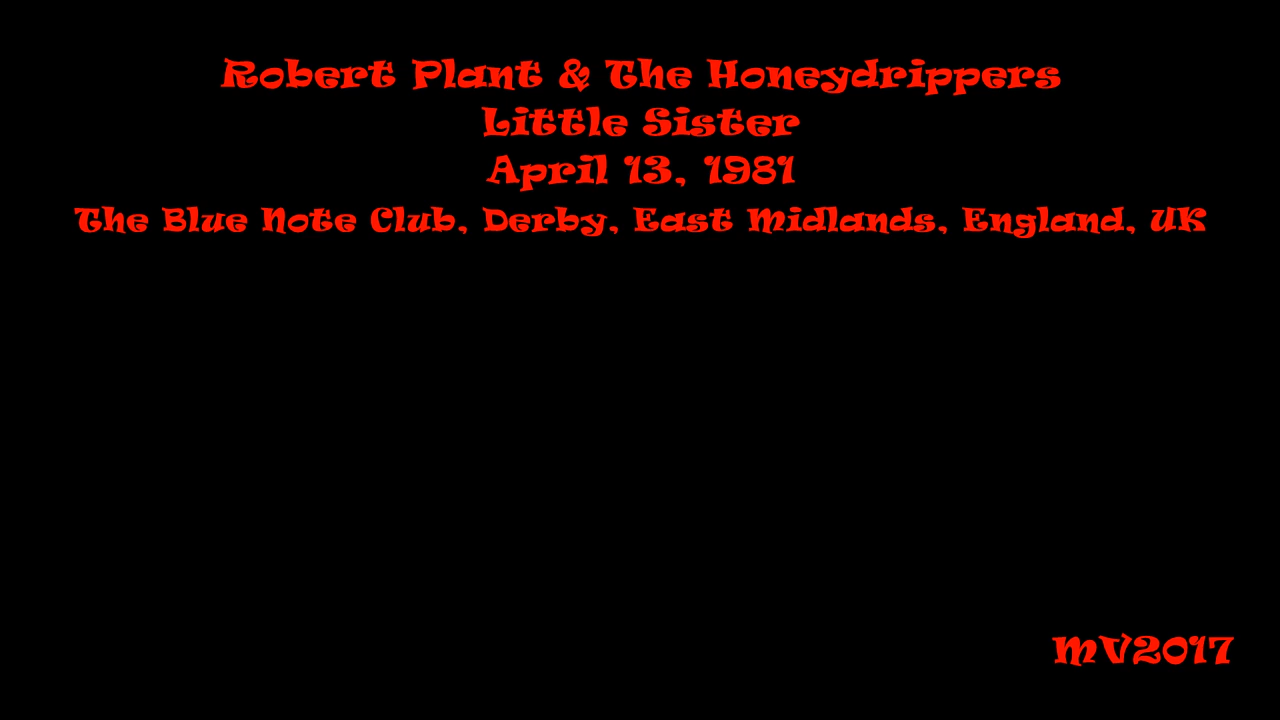 Robert Plant & The Honeydrippers
Little Sister
April 13, 1981
The Blue Note Club, Derby, East Midlands, England, UK
MV2017